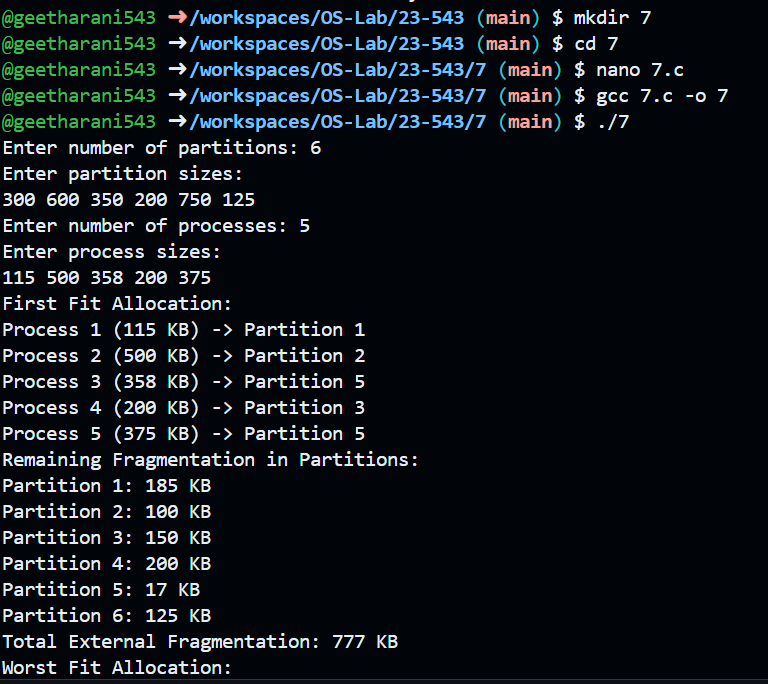 @geetharani543 ➜/workspaces/OS-Lab/23-543 (main) $ mkdir 7
@geetharani543 ➜/workspaces/OS-Lab/23-543 (main) $ cd 7
@geetharani543 ➜/workspaces/OS-Lab/23-543/7 (main) $ nano 7.c
@geetharani543 ➜/workspaces/OS-Lab/23-543/7 (main) $ gcc 7.c -o 7
@geetharani543 ➜/workspaces/OS-Lab/23-543/7 (main) $ ./7
Enter number of partitions: 6
Enter partition sizes:
300 600 350 200 750 125
Enter number of processes: 5
Enter process sizes:
115 500 358 200 375
First Fit Allocation:
Process 1 (115 KB) -> Partition 1
Process 2 (500 KB) -> Partition 2
Process 3 (358 KB) -> Partition 5
Process 4 (200 KB) -> Partition 3
Process 5 (375 KB) -> Partition 5
Remaining Fragmentation in Partitions:
Partition 1: 185 KB
Partition 2: 100 KB
Partition 3: 150 KB
Partition 4: 200 KB
Partition 5: 17 KB
Partition 6: 125 KB
Total External Fragmentation: 777 KB
Worst Fit Allocation: